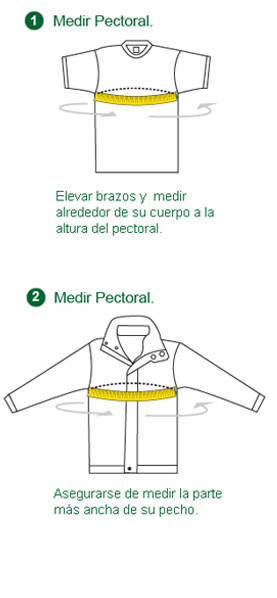 1 Medir Pectoral.
Elevar brazos y medir
alrededor de su cuerpo a la
altura del pectoral.
2 Medir Pectoral.
Asegurarse de medir la parte
más ancha de su pecho.